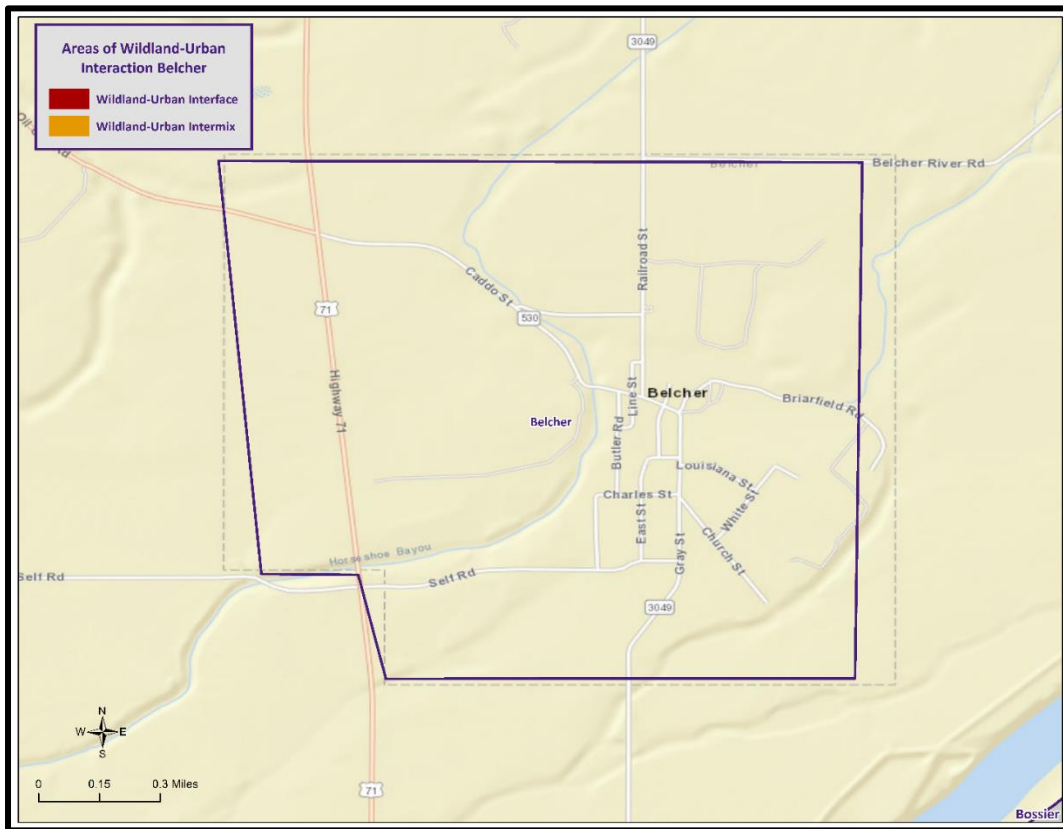 Areas of Wildland-Urban
Interaction Belcher
Wildland-Urban Interface
Wildland-Urban Intermix
3049
Belcher
Belcher River Rd
Railroad St
Caddo St
530
71
Highway 71
Line St
Belcher
Briarfield Rd
Belcher
Butler Rd
Louisiana St
Charles St
White St
East St
Gray St
Church St
Horseshoe Bayou
Self Rd
Self Rd
3049
N
W
E
S
0
0.15
0.3 Miles
71
Bossier